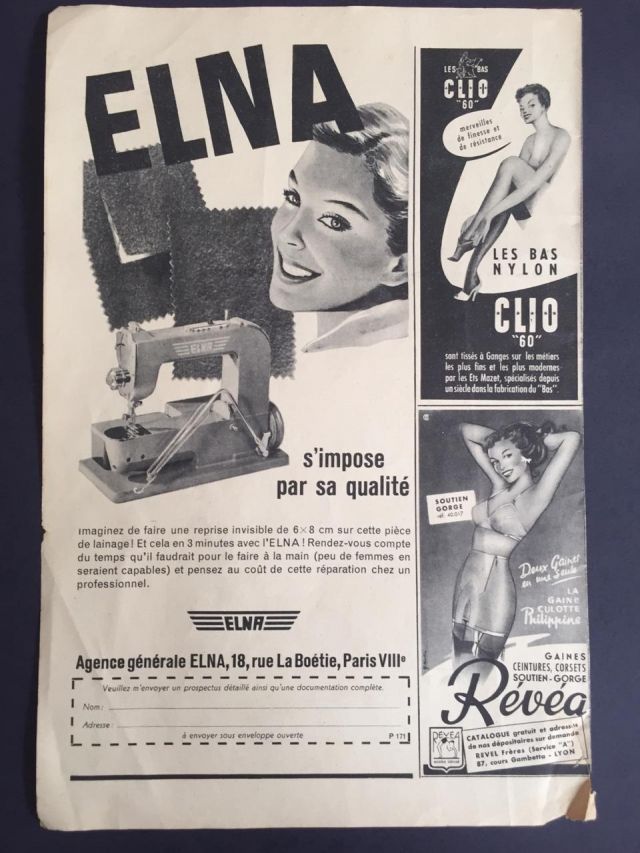 ELNA
ELNA
s'impose
par sa qualité
Imaginez de faire une reprise invisible de 6×8 cm sur cette pièce
de lainage! Et cela en 3 minutes avec l'ELNA! Rendez-vous compte
du temps qu'il faudrait pour le faire à la main (peu de femmes en
seraient capables) et pensez au coût de cette réparation chez un
professionnel.
ELNA
Agence générale ELNA, 18, rue La Boétie, Paris VIIIe
Veuillez m'envoyer un prospectus détaillé ainsi qu'une documentation complète.
Nom:
Adresse:
à envoyer sous enveloppe ouverte
P 171
LES BAS
CLIO
"60"
merveilles
de finesse et
de résistance
LES BAS
NYLON
CLIO
"60"
sont tissés à Ganges sur les métiers
les plus fins et les plus modernes
par les Ets Mazet, spécialisés depuis
un siècle dans la fabrication du "Bas".
SOUTIEN
GORGE
réf. 40.017
Deux Gaines
en une Seule
LA
GAINE
CULOTTE
Philippine
GAINES
CEINTURES, CORSETS
SOUTIEN-GORGE
Révéa
RÉVÉA
CATALOGUE gratuit et adresse
de nos dépositaires sur demande
REVEL Frères (Service "A")
87, cours Gambetta - LYON